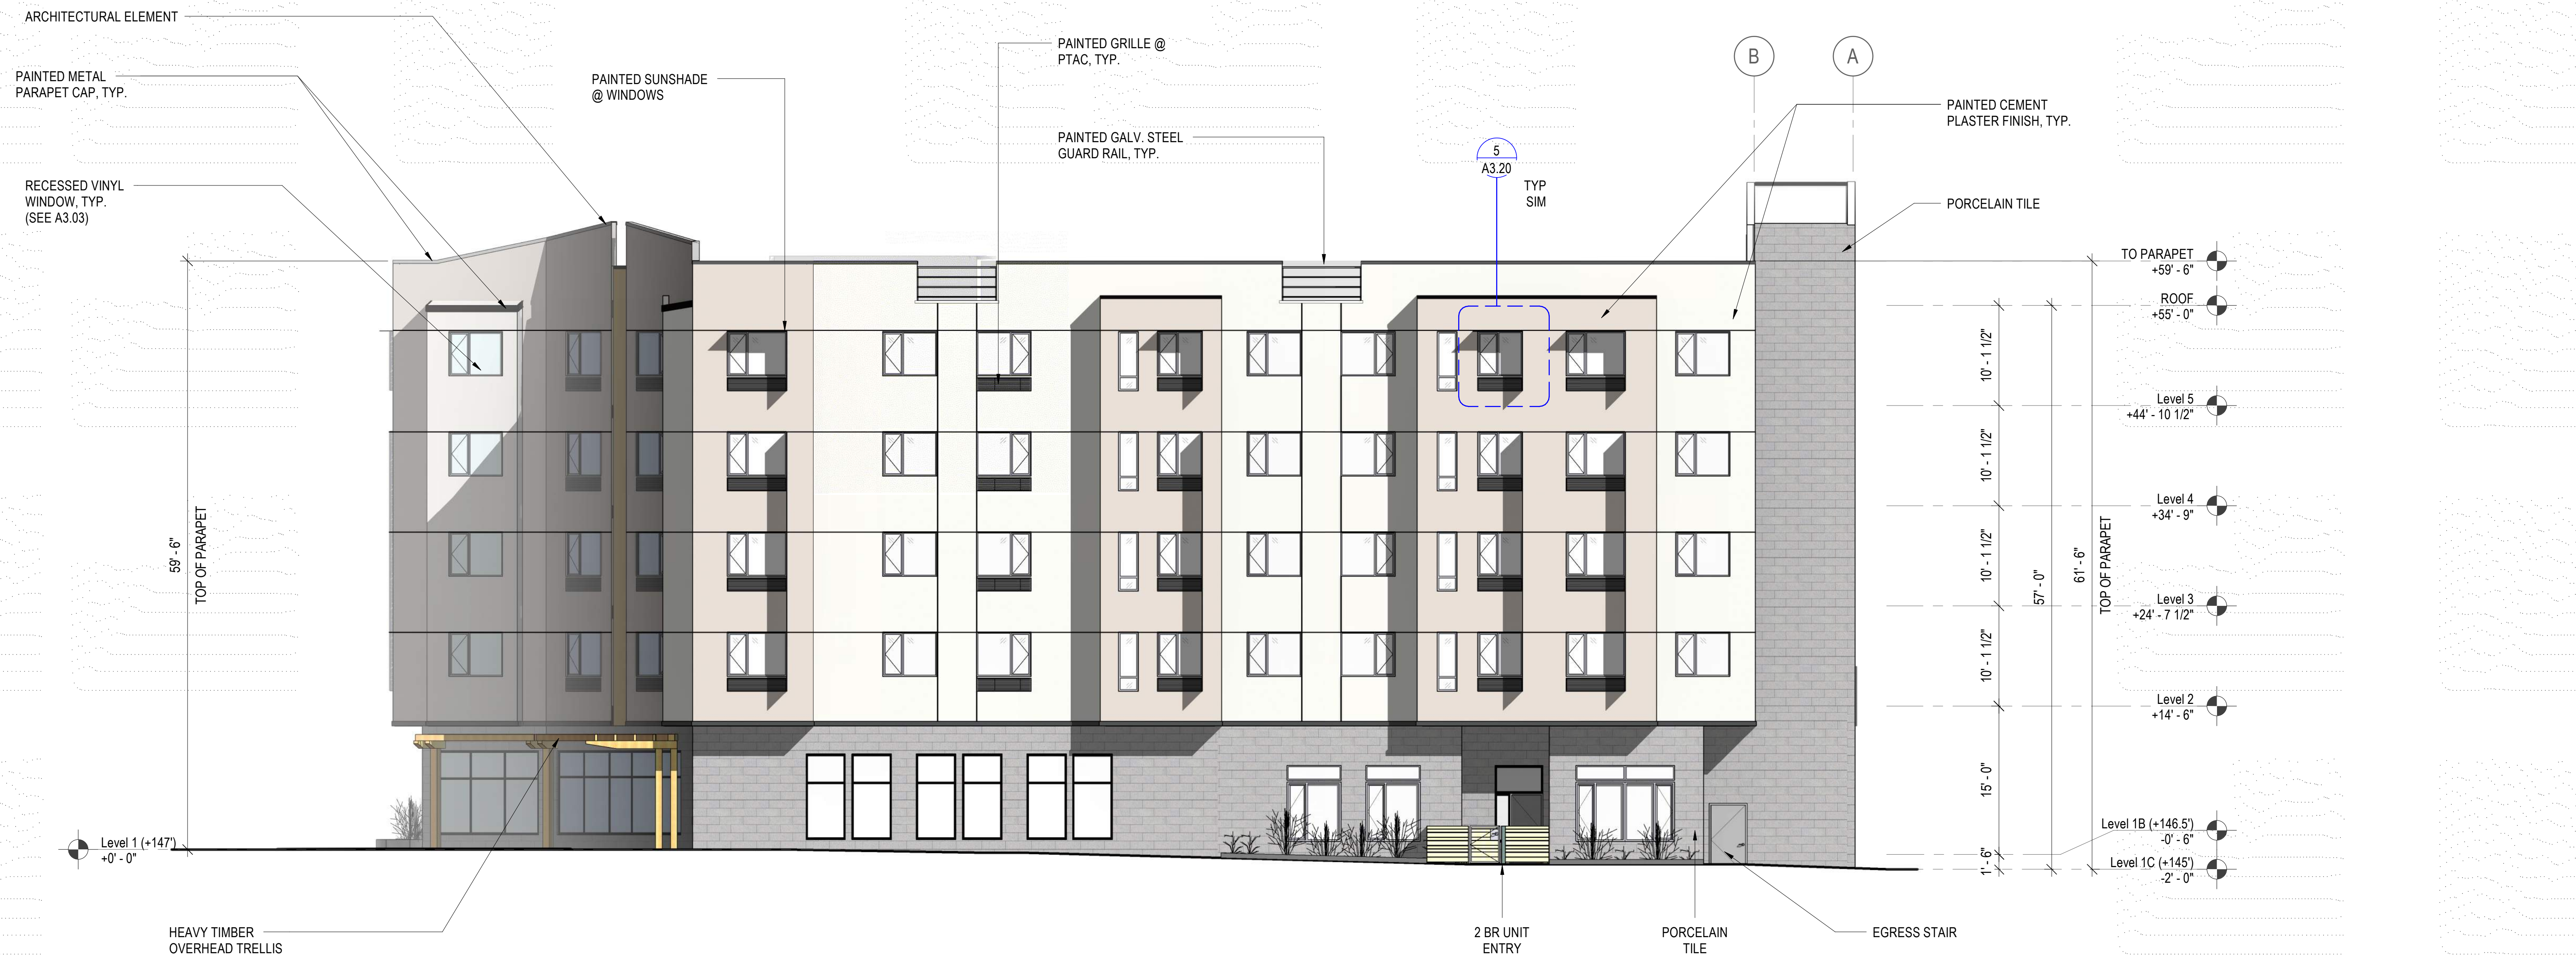 ARCHITECTURAL ELEMENT
PAINTED METAL
PARAPET CAP, TYP.
RECESSED VINYL
WINDOW, TYP.
(SEE A3.03)
PAINTED SUNSHADE
@ WINDOWS
PAINTED GRILLE @
PTAC, TYP.
PAINTED GALV. STEEL
GUARD RAIL, TYP.
5
A3.20
TYP
SIM
B
A
PAINTED CEMENT
PLASTER FINISH, TYP.
PORCELAIN TILE
TO PARAPET
+59' - 6"
ROOF
+55' - 0"
Level 5
+44' - 10 1/2"
Level 4
+34' - 9"
Level 3
+24' - 7 1/2"
Level 2
+14' - 6"
Level 1B (+146.5')
-0' - 6"
Level 1C (+145')
-2' - 0"
10' - 1 1/2"
10' - 1 1/2"
10' - 1 1/2"
10' - 1 1/2"
15' - 0"
1' - 6"
57' - 0"
61' - 6"
TOP OF PARAPET
59' - 6"
TOP OF PARAPET
Level 1 (+147')
+0' - 0"
HEAVY TIMBER
OVERHEAD TRELLIS
2 BR UNIT
ENTRY
PORCELAIN
TILE
EGRESS STAIR